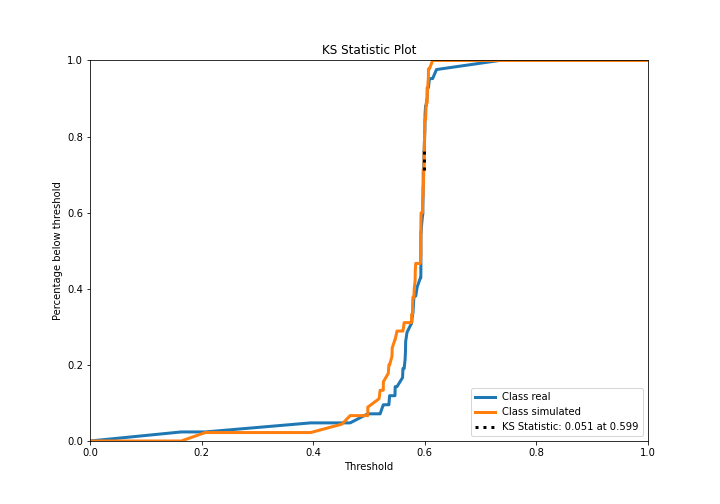 KS Statistic Plot
1.0
0.8
0.6
0.4
0.2
0.0
Percentage below threshold
0.0 0.2 0.4 0.6 0.8 1.0
Threshold
Class real
Class simulated
KS Statistic: 0.051 at 0.599